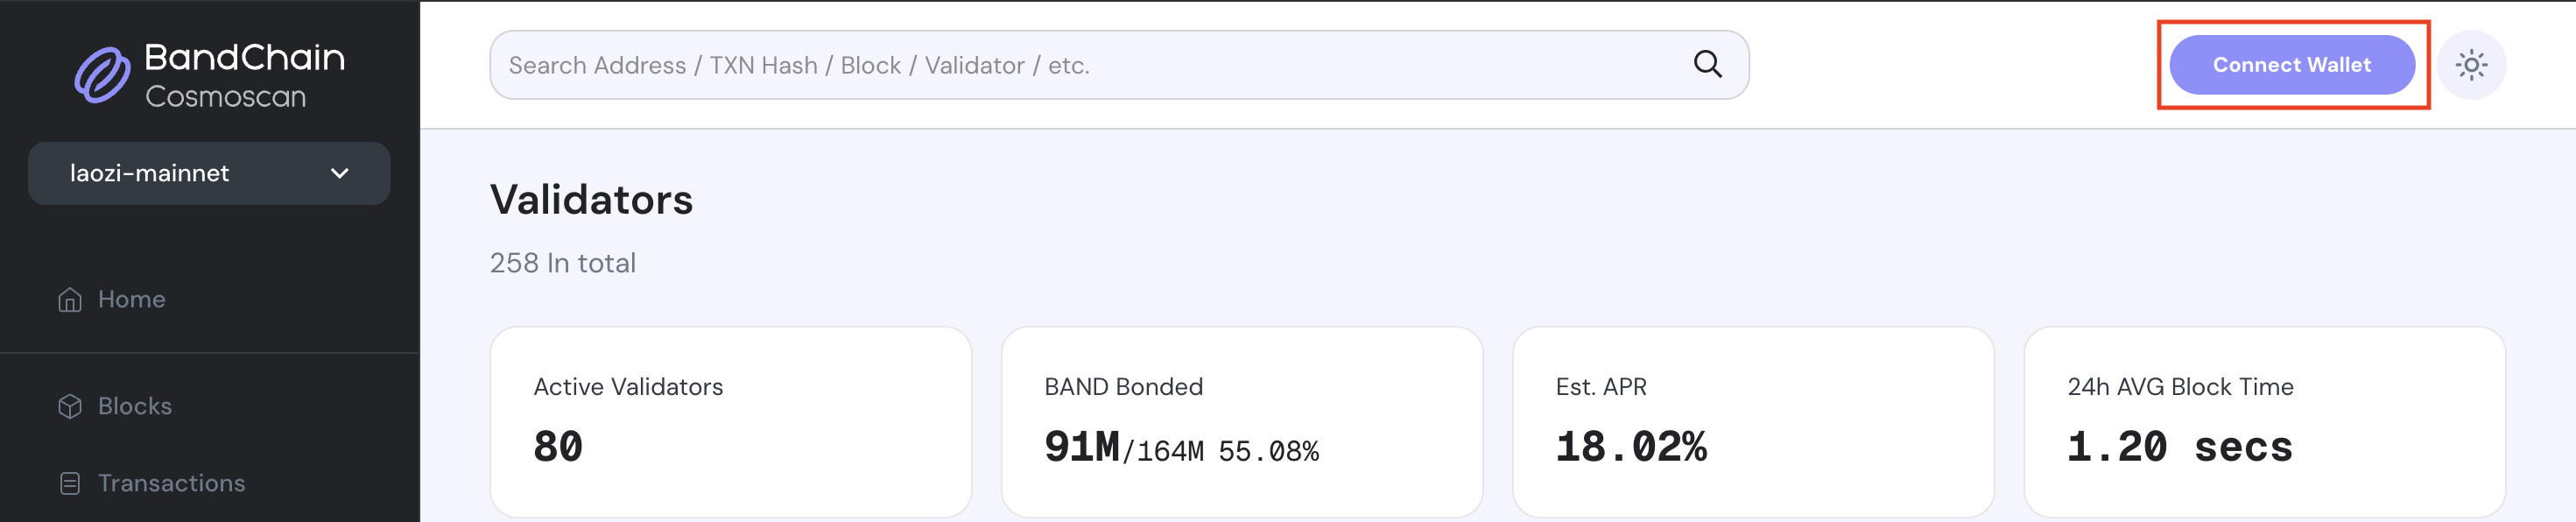 BandChain
Cosmoscan
laozi-mainnet
Home
Blocks
Transactions
Search Address / TXN Hash / Block / Validator / etc.
Connect Wallet
Validators
258 In total
Active Validators
80
BAND Bonded
91M/164M 55.08%
Est. APR
18.02%
24h AVG Block Time
1.20 secs